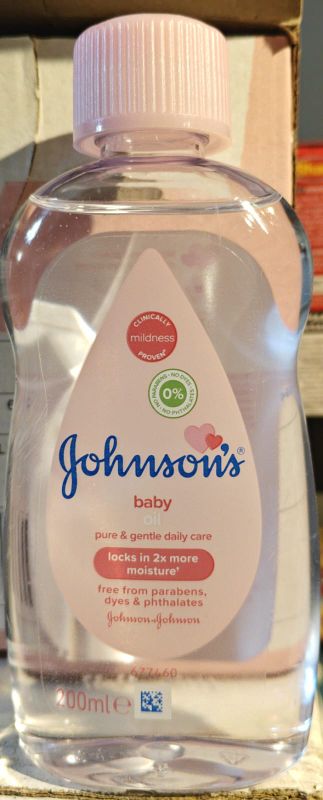 CLINICALLY
mildness
PROVEN*
NO PARABENS · NO DYES · NO PHTHALATES ·
0%
Johnson's®
baby
oil
pure & gentle daily care
locks in 2x more
moisture†
free from parabens,
dyes & phthalates
Johnson & Johnson
677460
200ml ℮